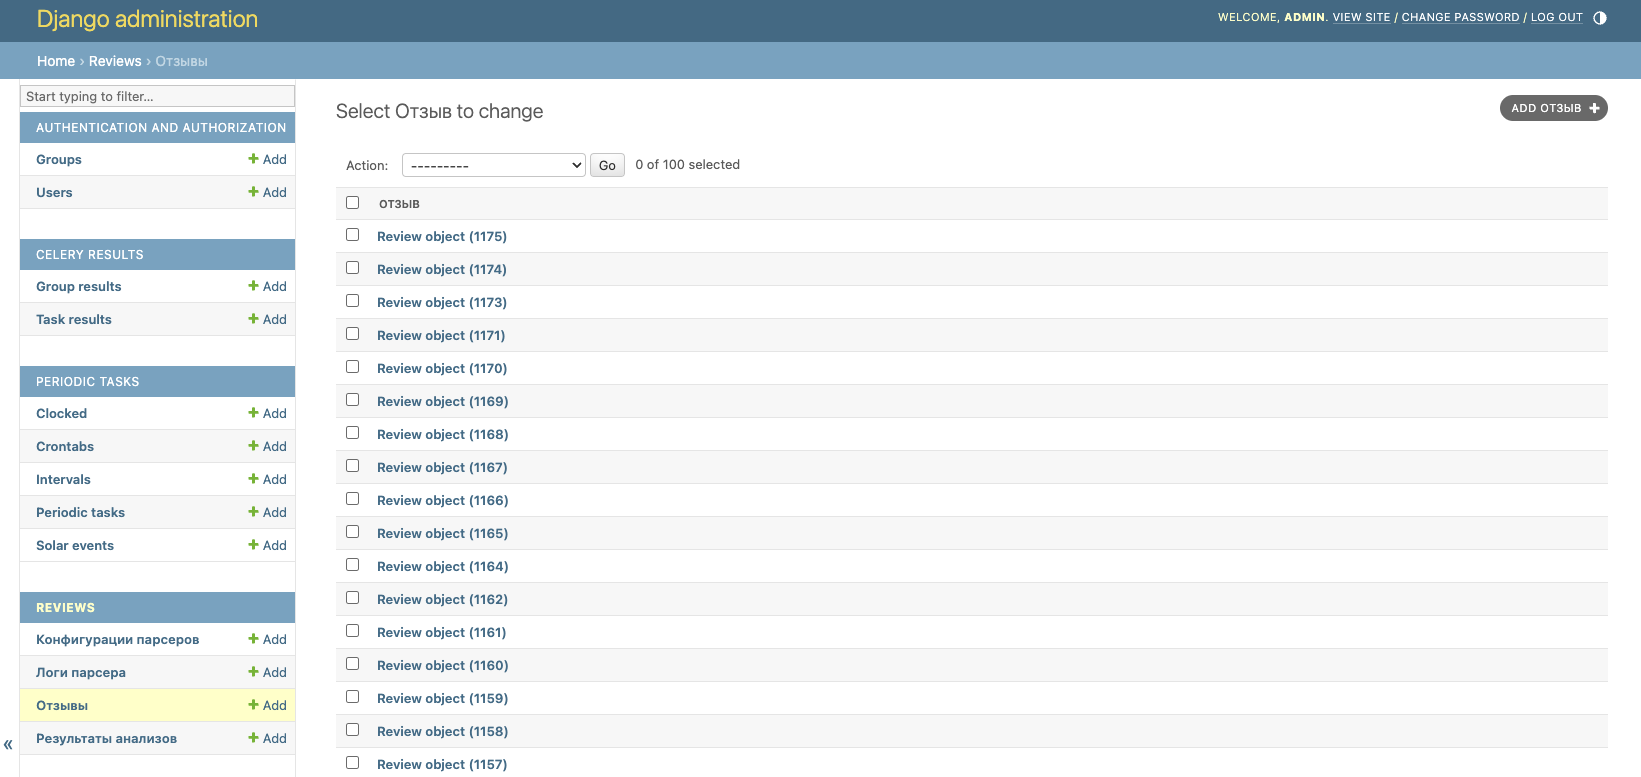 Django administration
WELCOME, ADMIN. VIEW SITE / CHANGE PASSWORD / LOG OUT
Home › Reviews › Отзывы
Start typing to filter...
AUTHENTICATION AND AUTHORIZATION
Groups Add
Users Add
CELERY RESULTS
Group results Add
Task results Add
PERIODIC TASKS
Clocked Add
Crontabs Add
Intervals Add
Periodic tasks Add
Solar events Add
REVIEWS
Конфигурации парсеров Add
Логи парсера Add
Отзывы Add
Результаты анализов Add
«
Select Отзыв to change
ADD ОТЗЫВ
Action: --------- Go 0 of 100 selected
ОТЗЫВ
Review object (1175)
Review object (1174)
Review object (1173)
Review object (1171)
Review object (1170)
Review object (1169)
Review object (1168)
Review object (1167)
Review object (1166)
Review object (1165)
Review object (1164)
Review object (1162)
Review object (1161)
Review object (1160)
Review object (1159)
Review object (1158)
Review object (1157)